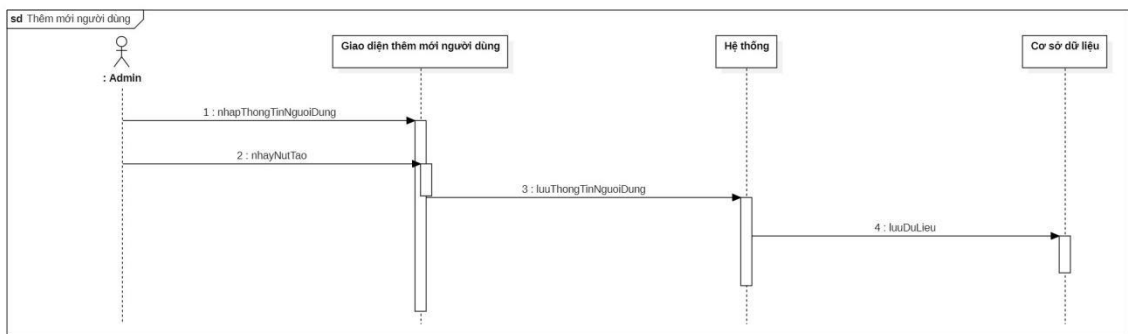 sd Thêm mới người dùng
Giao diện thêm mới người dùng
Hệ thống
Cơ sở dữ liệu
: Admin
1 : nhapThongTinNguoiDung
2 : nhayNutTao
3 : luuThongTinNguoiDung
4 : luuDuLieu